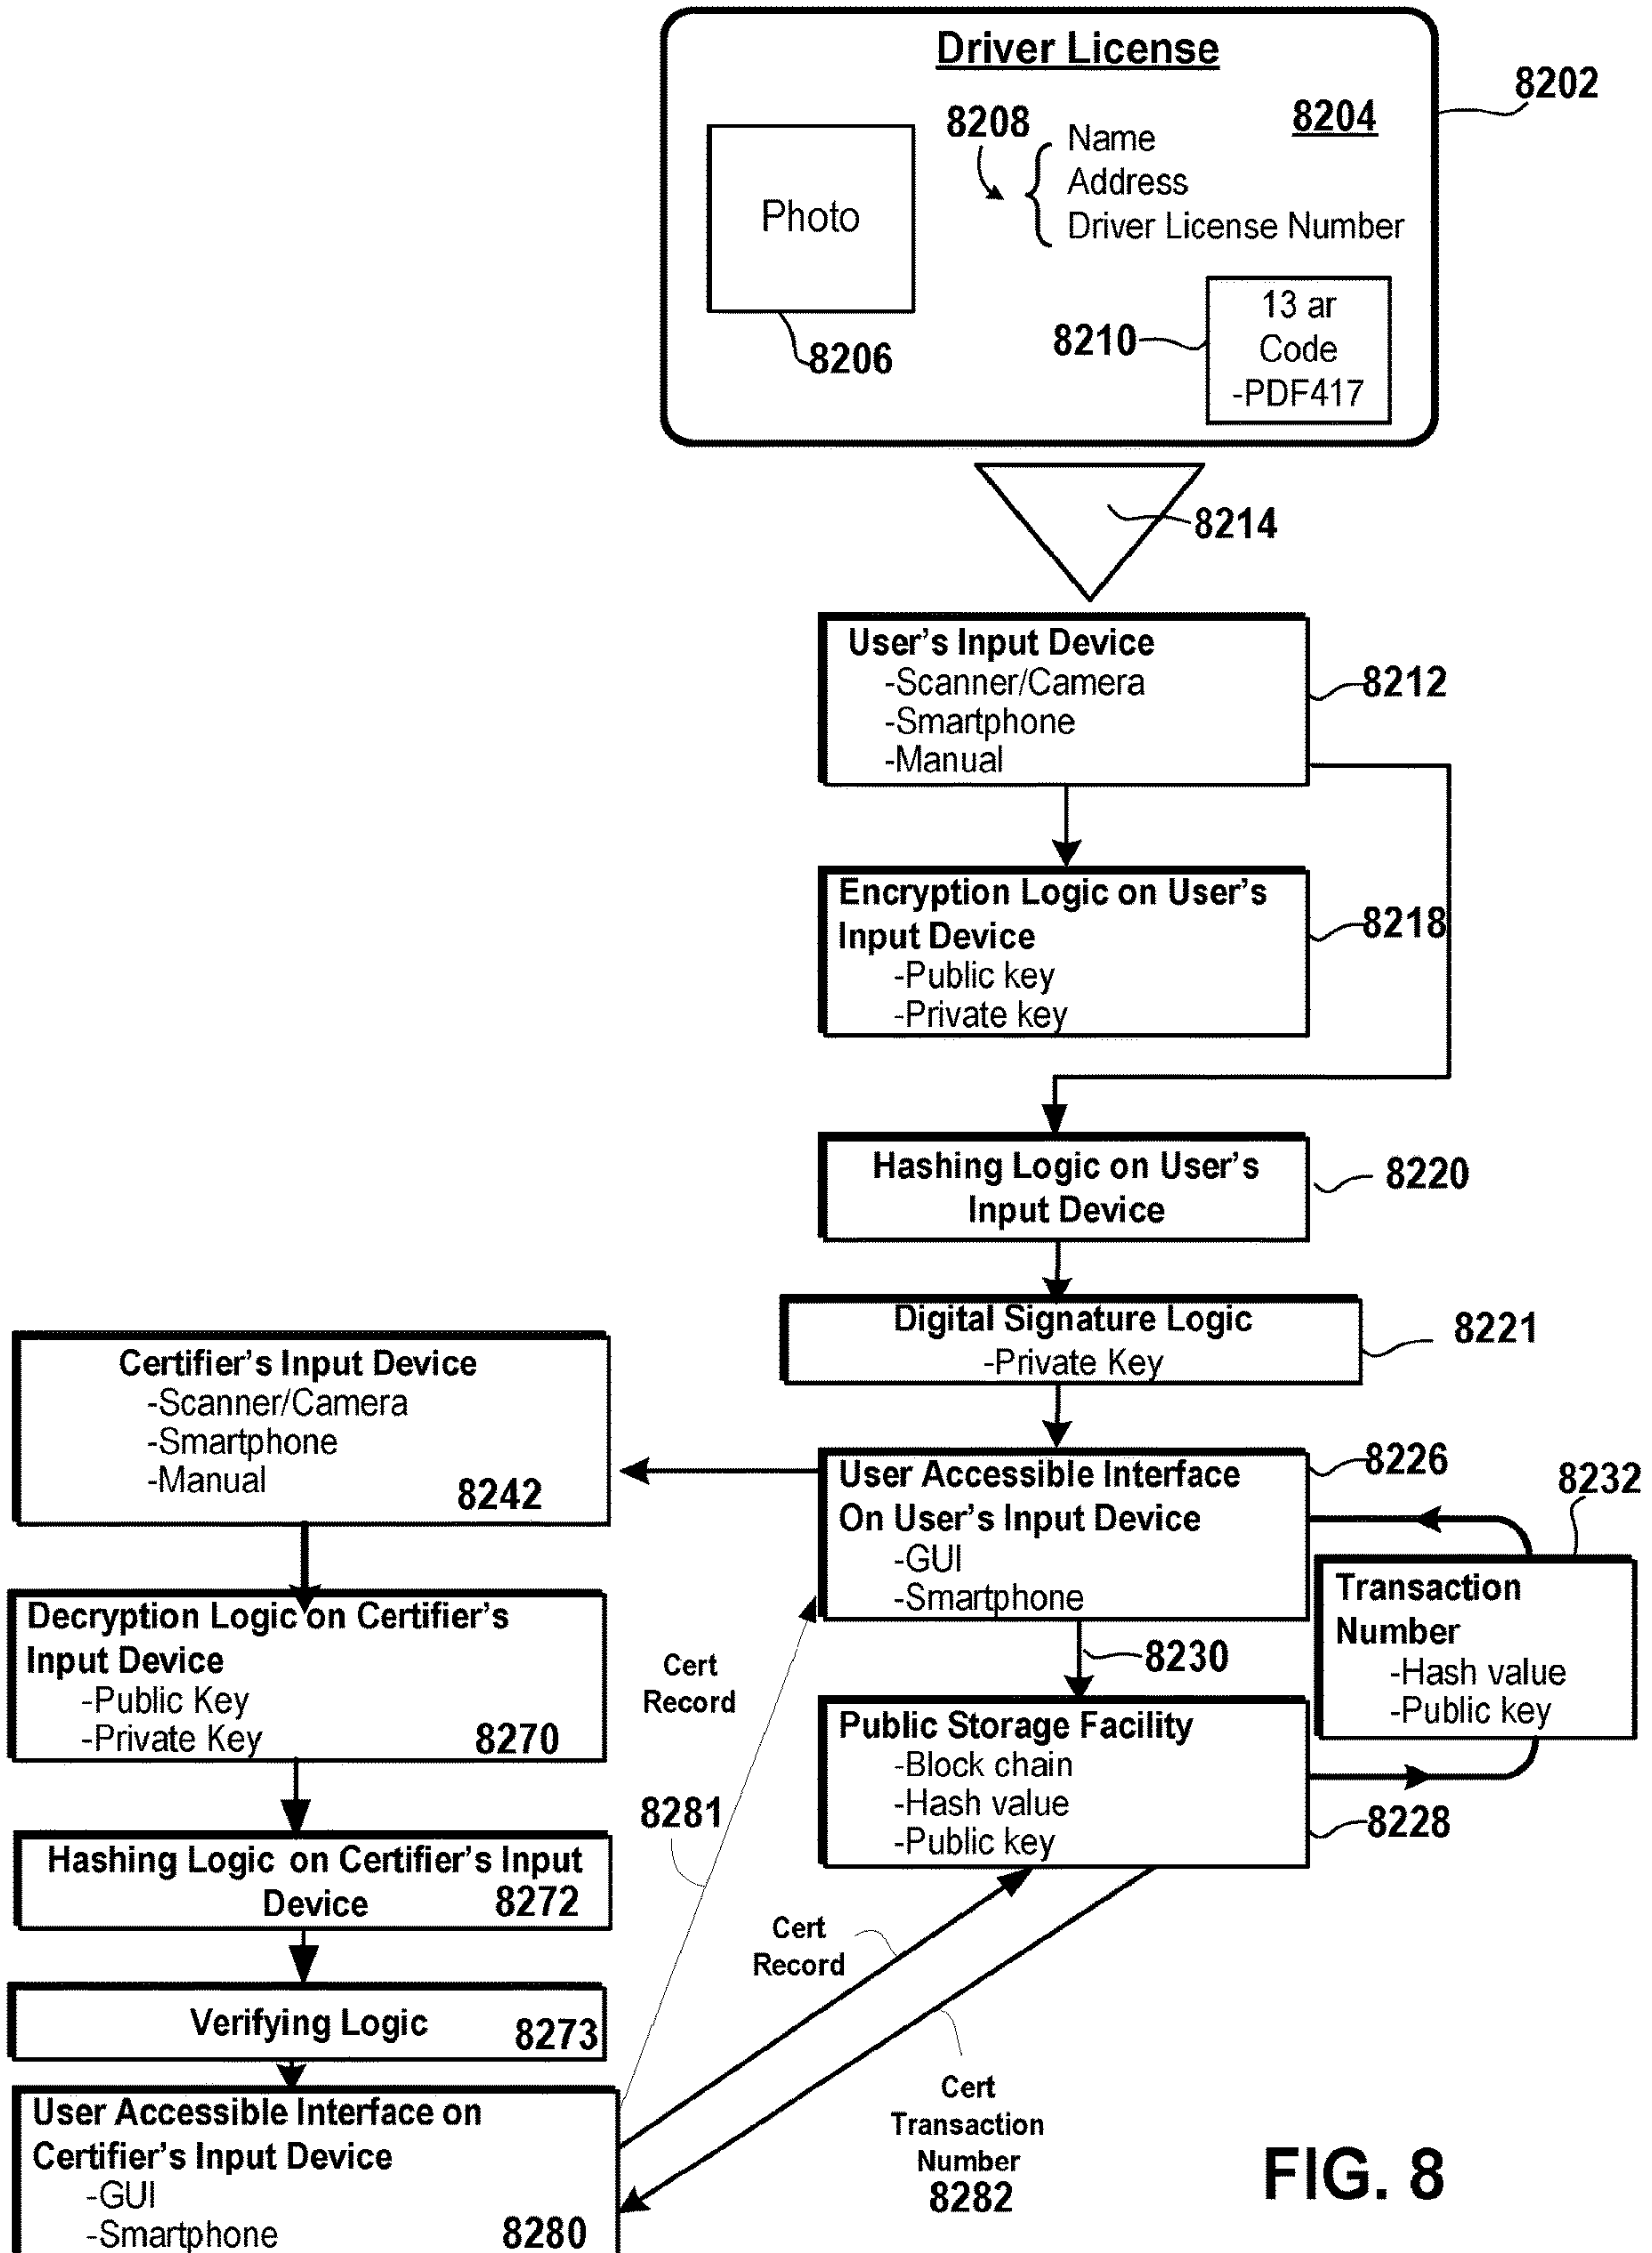 Driver License
8202
8204
8208
Name
Address
Driver License Number
Photo
8206
8210
13 ar
Code
-PDF417
8214
User's Input Device
-Scanner/Camera
-Smartphone
-Manual
8212
Encryption Logic on User's
Input Device
-Public key
-Private key
8218
Hashing Logic on User's
Input Device
8220
Digital Signature Logic
-Private Key
8221
Certifier's Input Device
-Scanner/Camera
-Smartphone
-Manual
8242
User Accessible Interface
On User's Input Device
-GUI
-Smartphone
8226
8232
Transaction
Number
-Hash value
-Public key
8230
Decryption Logic on Certifier's
Input Device
-Public Key
-Private Key
8270
Cert
Record
8281
Public Storage Facility
-Block chain
-Hash value
-Public key
8228
Hashing Logic on Certifier's Input
Device
8272
Cert
Record
Verifying Logic
8273
User Accessible Interface on
Certifier's Input Device
-GUI
-Smartphone
8280
Cert
Transaction
Number
8282
FIG. 8